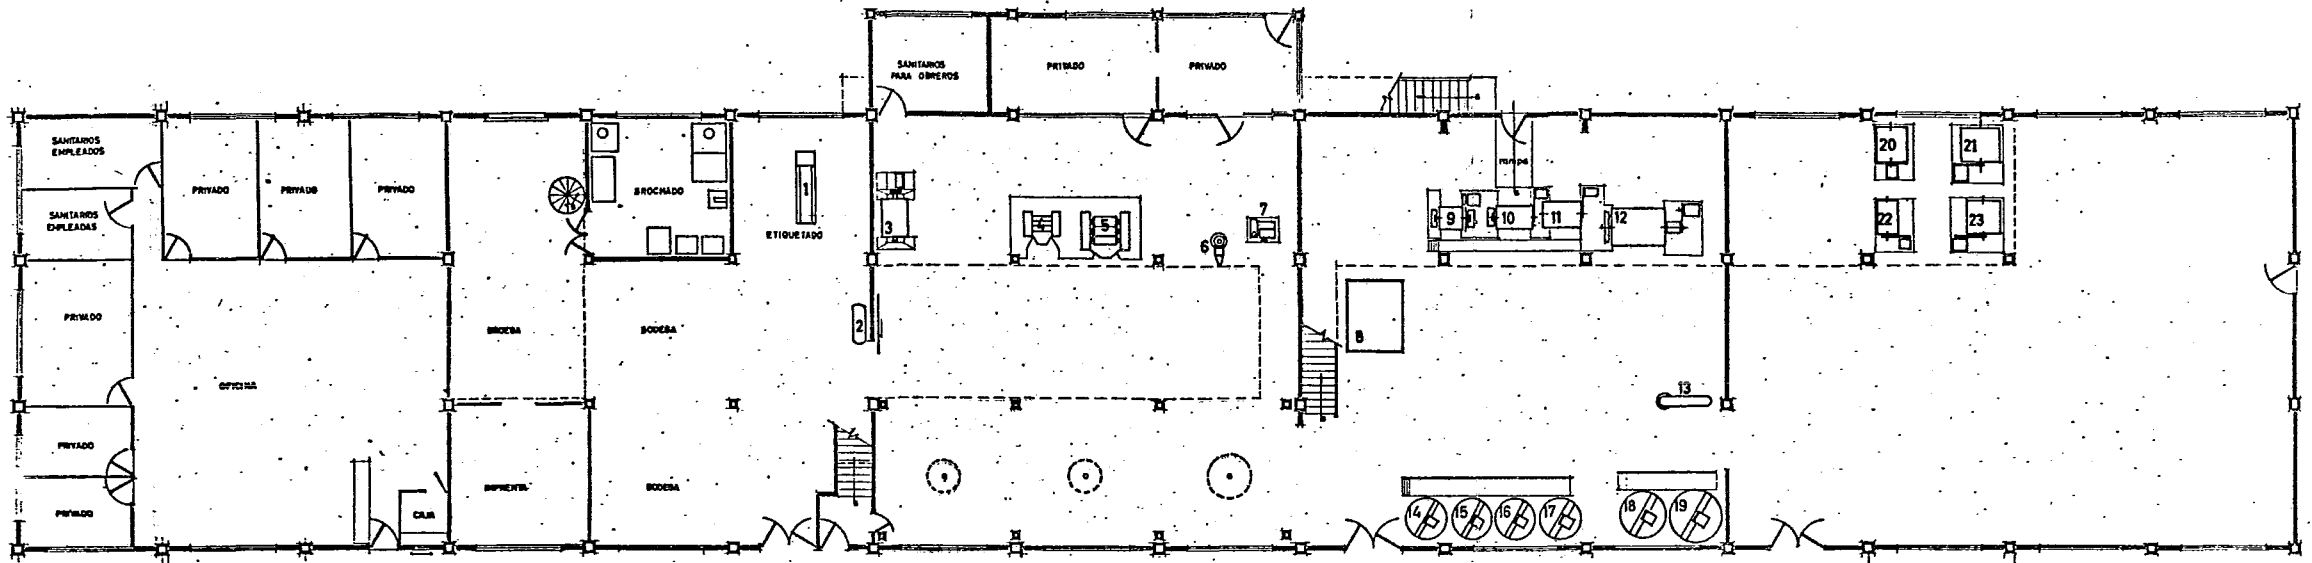 SANITARIOS
PARA OBREROS
PRIVADO
PRIVADO
SANITARIOS
EMPLEADOS
PRIVADO
PRIVADO
PRIVADO
BROCHADO
1
ETIQUETADO
3
4
5
6
7
rampa
9
10
11
12
20
21
22
23
SANITARIOS
EMPLEADAS
PRIVADO
OFICINA
BODEGA
BODEGA
2
8
13
PRIVADO
PRIVADO
CAJA
IMPRENTA
BODEGA
14
15
16
17
18
19